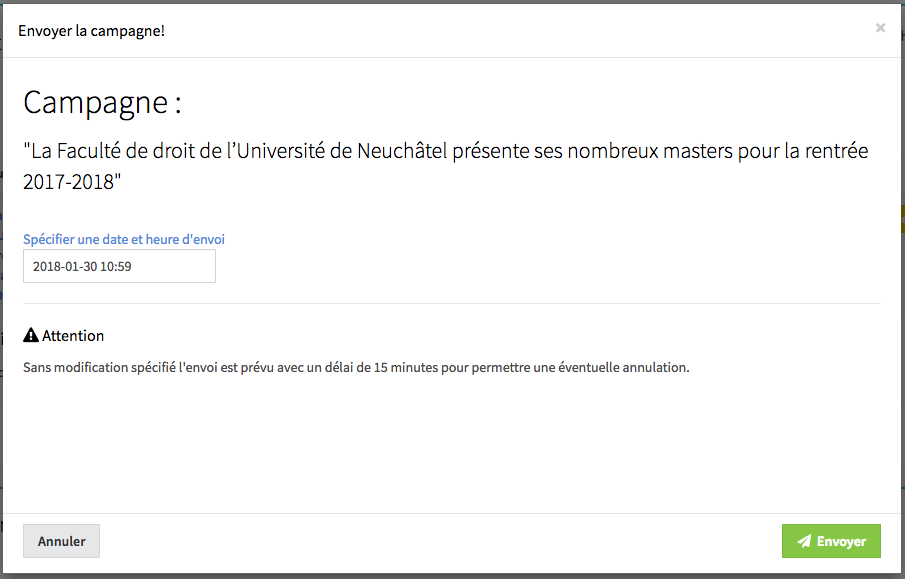 Envoyer la campagne!
×
Campagne :
"La Faculté de droit de l’Université de Neuchâtel présente ses nombreux masters pour la rentrée
2017-2018"
Spécifier une date et heure d'envoi
2018-01-30 10:59
Attention
Sans modification spécifié l'envoi est prévu avec un délai de 15 minutes pour permettre une éventuelle annulation.
Annuler
Envoyer